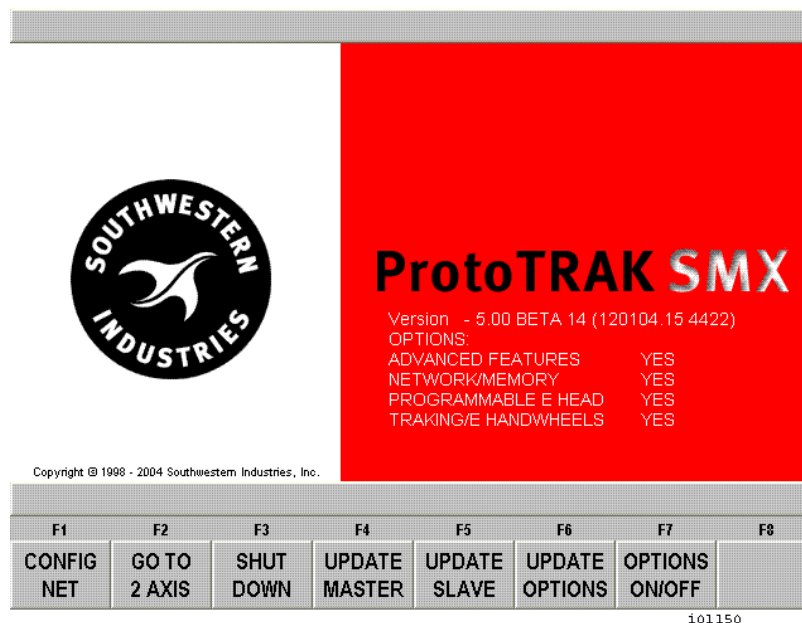 SOUTHWESTERN
INDUSTRIES
ProtoTRAK SMX
Version - 5.00 BETA 14 (120104.15 4422)
OPTIONS:
ADVANCED FEATURES YES
NETWORK/MEMORY YES
PROGRAMMABLE E HEAD YES
TRAKING/E HANDWHEELS YES
Copyright © 1998 - 2004 Southwestern Industries, Inc.
F1 F2 F3 F4 F5 F6 F7 F8
CONFIG GO TO SHUT UPDATE UPDATE UPDATE OPTIONS
NET 2 AXIS DOWN MASTER SLAVE OPTIONS ON/OFF
i01150